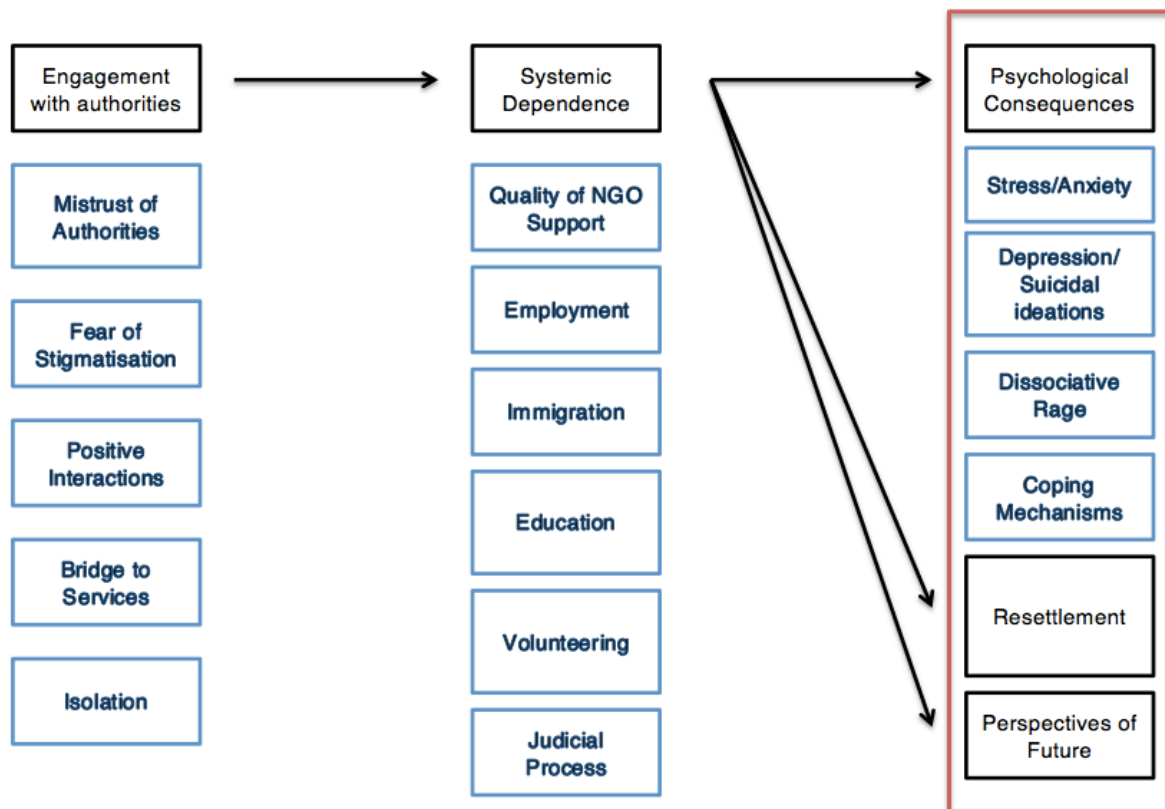 Engagement
with authorities
Mistrust of
Authorities
Fear of
Stigmatisation
Positive
Interactions
Bridge to
Services
Isolation
Systemic
Dependence
Quality of NGO
Support
Employment
Immigration
Education
Volunteering
Judicial
Process
Psychological
Consequences
Stress/Anxiety
Depression/
Suicidal
ideations
Dissociative
Rage
Coping
Mechanisms
Resettlement
Perspectives of
Future